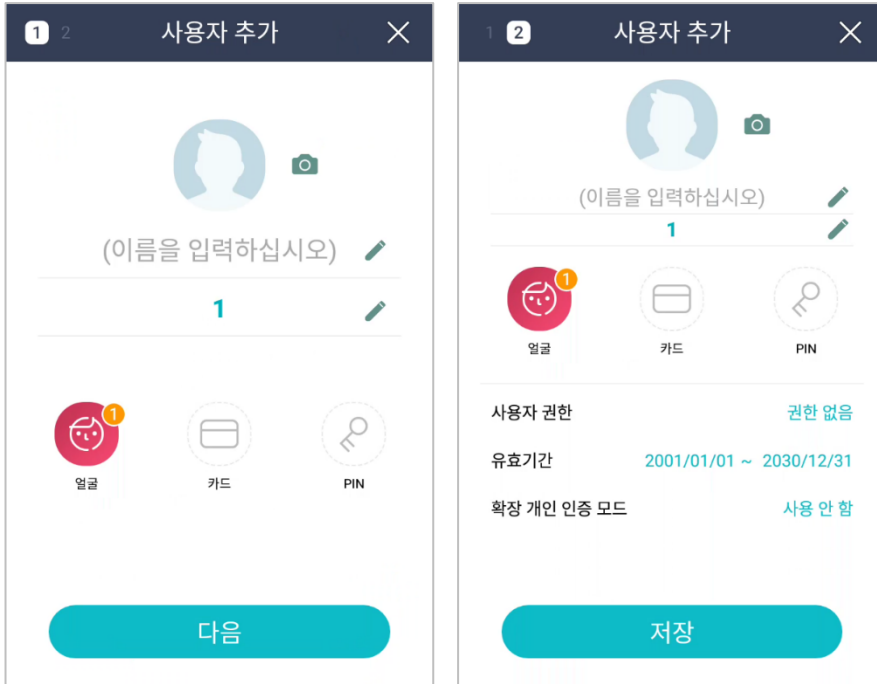 1 2 사용자 추가
(이름을 입력하십시오)
1
1
얼굴 카드 PIN
다음
1 2 사용자 추가
(이름을 입력하십시오)
1
1
얼굴 카드 PIN
사용자 권한 권한 없음
유효기간 2001/01/01 ~ 2030/12/31
확장 개인 인증 모드 사용 안 함
저장